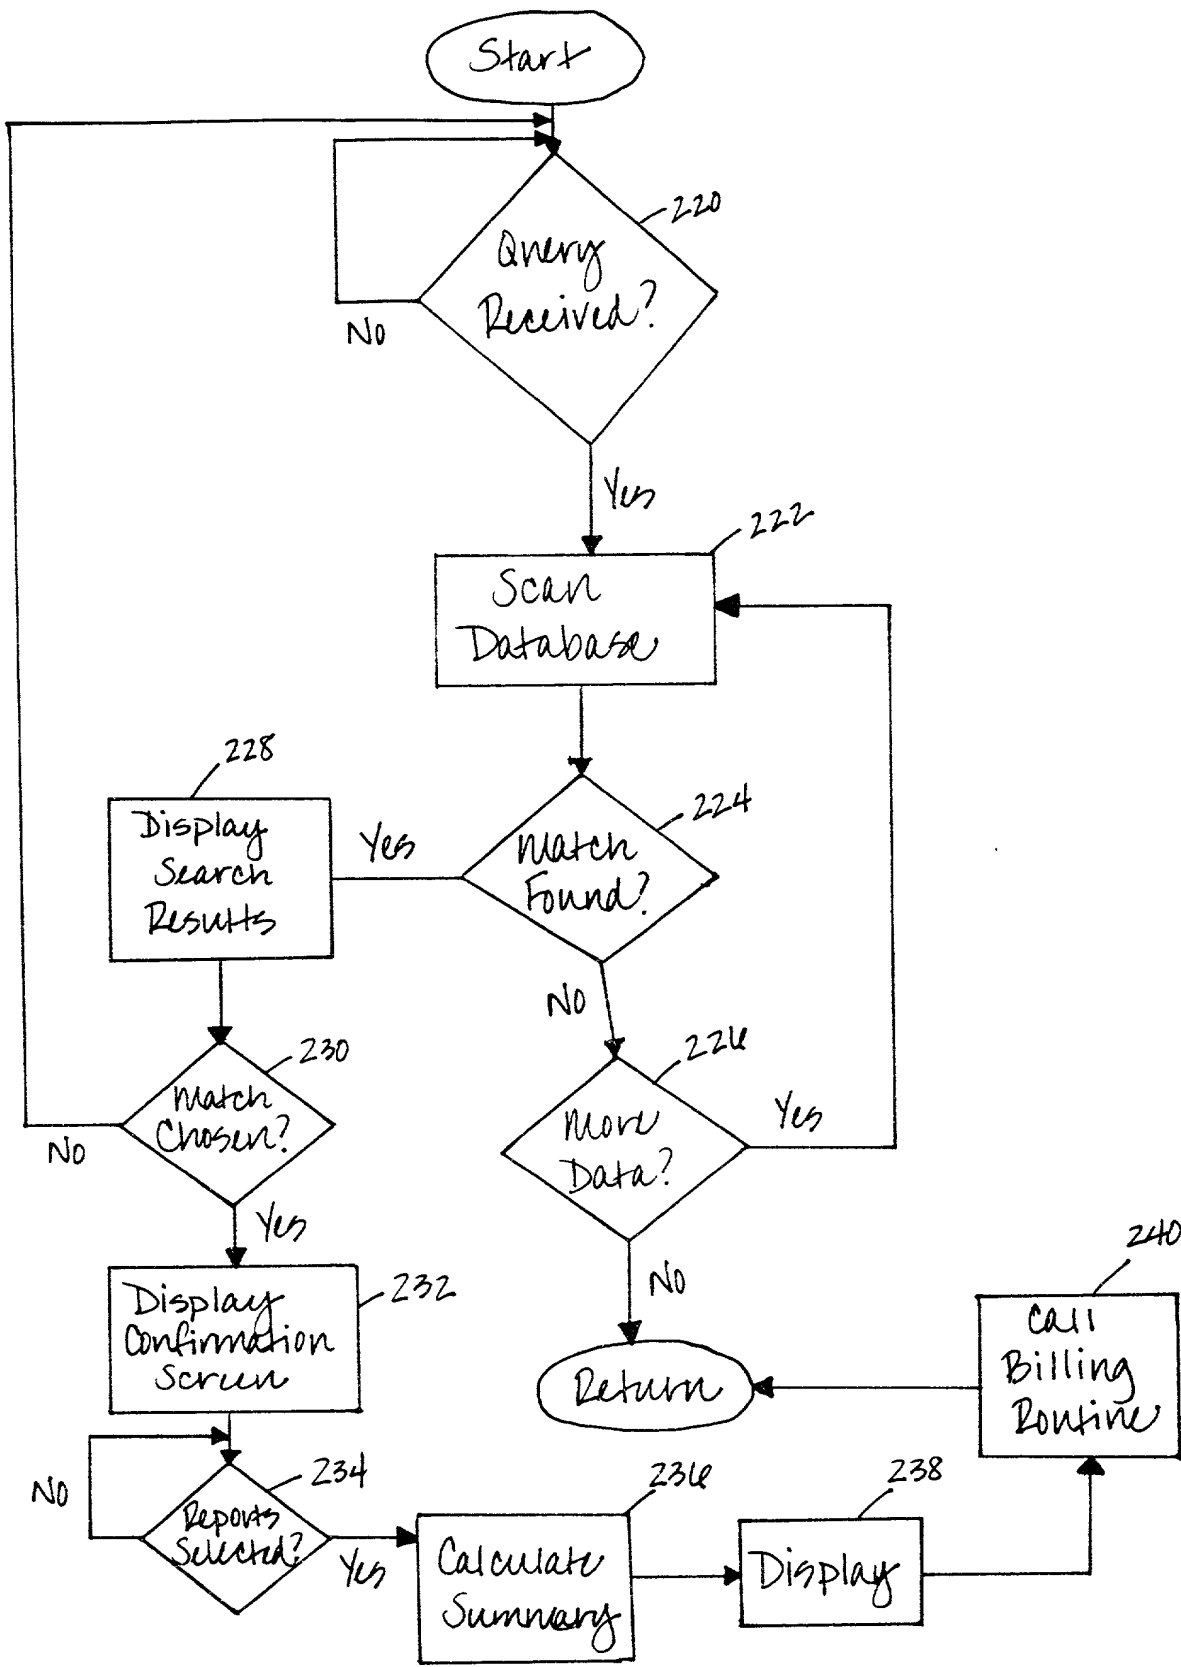 Start
220
Query
Received?
No
Yes
222
Scan
Database
228
Display
Search
Results
Yes
224
Match
Found?
No
230
Match
Chosen?
No
Yes
226
More
Data?
Yes
No
232
Display
Confirmation
Screen
Return
240
Call
Billing
Routine
234
Reports
Selected?
No
Yes
236
Calculate
Summary
238
Display